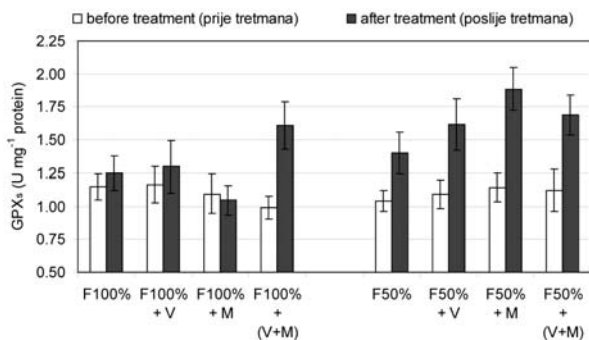 before treatment (prije tretmana) after treatment (poslije tretmana)
2.25
2.00
1.75
1.50
1.25
1.00
0.75
0.50
GPXs (U mg⁻¹ protein)
F100% F100% F100% F100% F50% F50% F50% F50%
+ V + M + + V + M +
(V+M) (V+M)